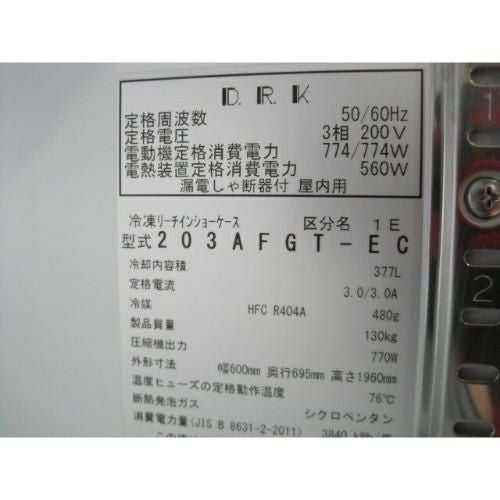 D.R.K
定格周波数 50/60Hz
定格電圧 3相 200V
電動機定格消費電力 774/774W
電熱装置定格消費電力 560W
漏電しゃ断器付 屋内用
冷凍リーチインショーケース 区分名 1E
型式 203AFGT-EC
冷却内容積 377L
定格電流 3.0/3.0A
冷媒 HFC R404A 480g
製品質量 130kg
圧縮機出力 770W
外形寸法 幅600mm 奥行695mm 高さ1960mm
温度ヒューズの定格動作温度 76℃
断熱発泡ガス シクロペンタン
消費電力量(JIS B 8631-2-2011) 3840 kWh/年
1
2